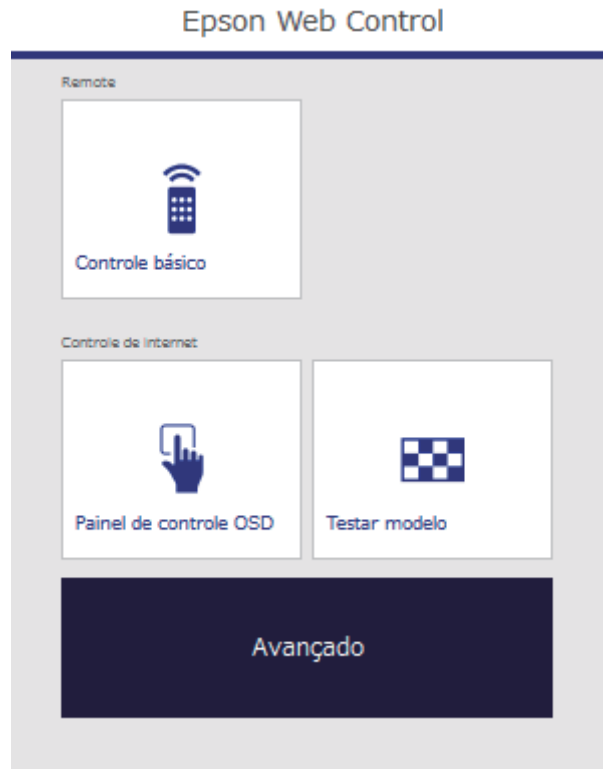 Epson Web Control
Remote
Controle básico
Controle de Internet
Painel de controle OSD
Testar modelo
Avançado